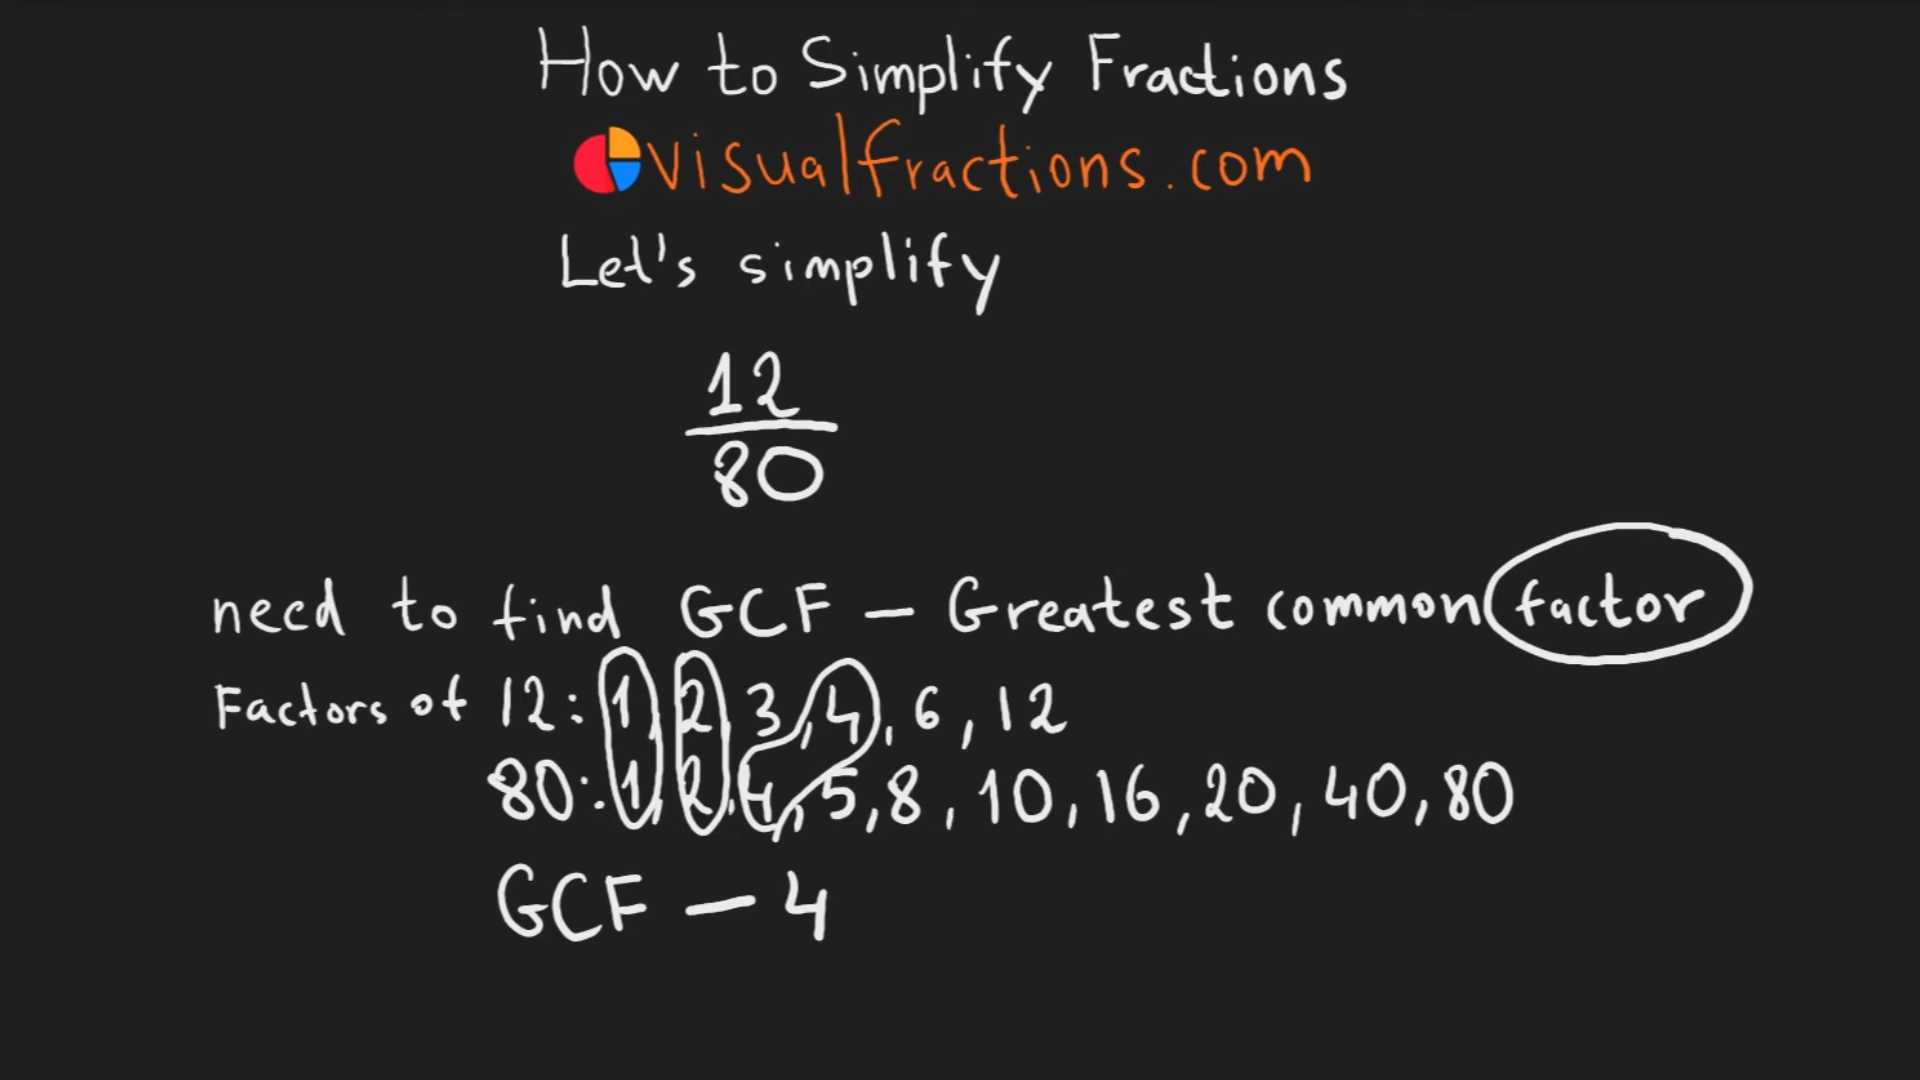 How to Simplify Fractions
visualfractions.com
Let's simplify
12
80
need to find GCF – Greatest common factor
Factors of 12: 1, 2, 3, 4, 6, 12
80: 1, 2, 4, 5, 8, 10, 16, 20, 40, 80
GCF – 4